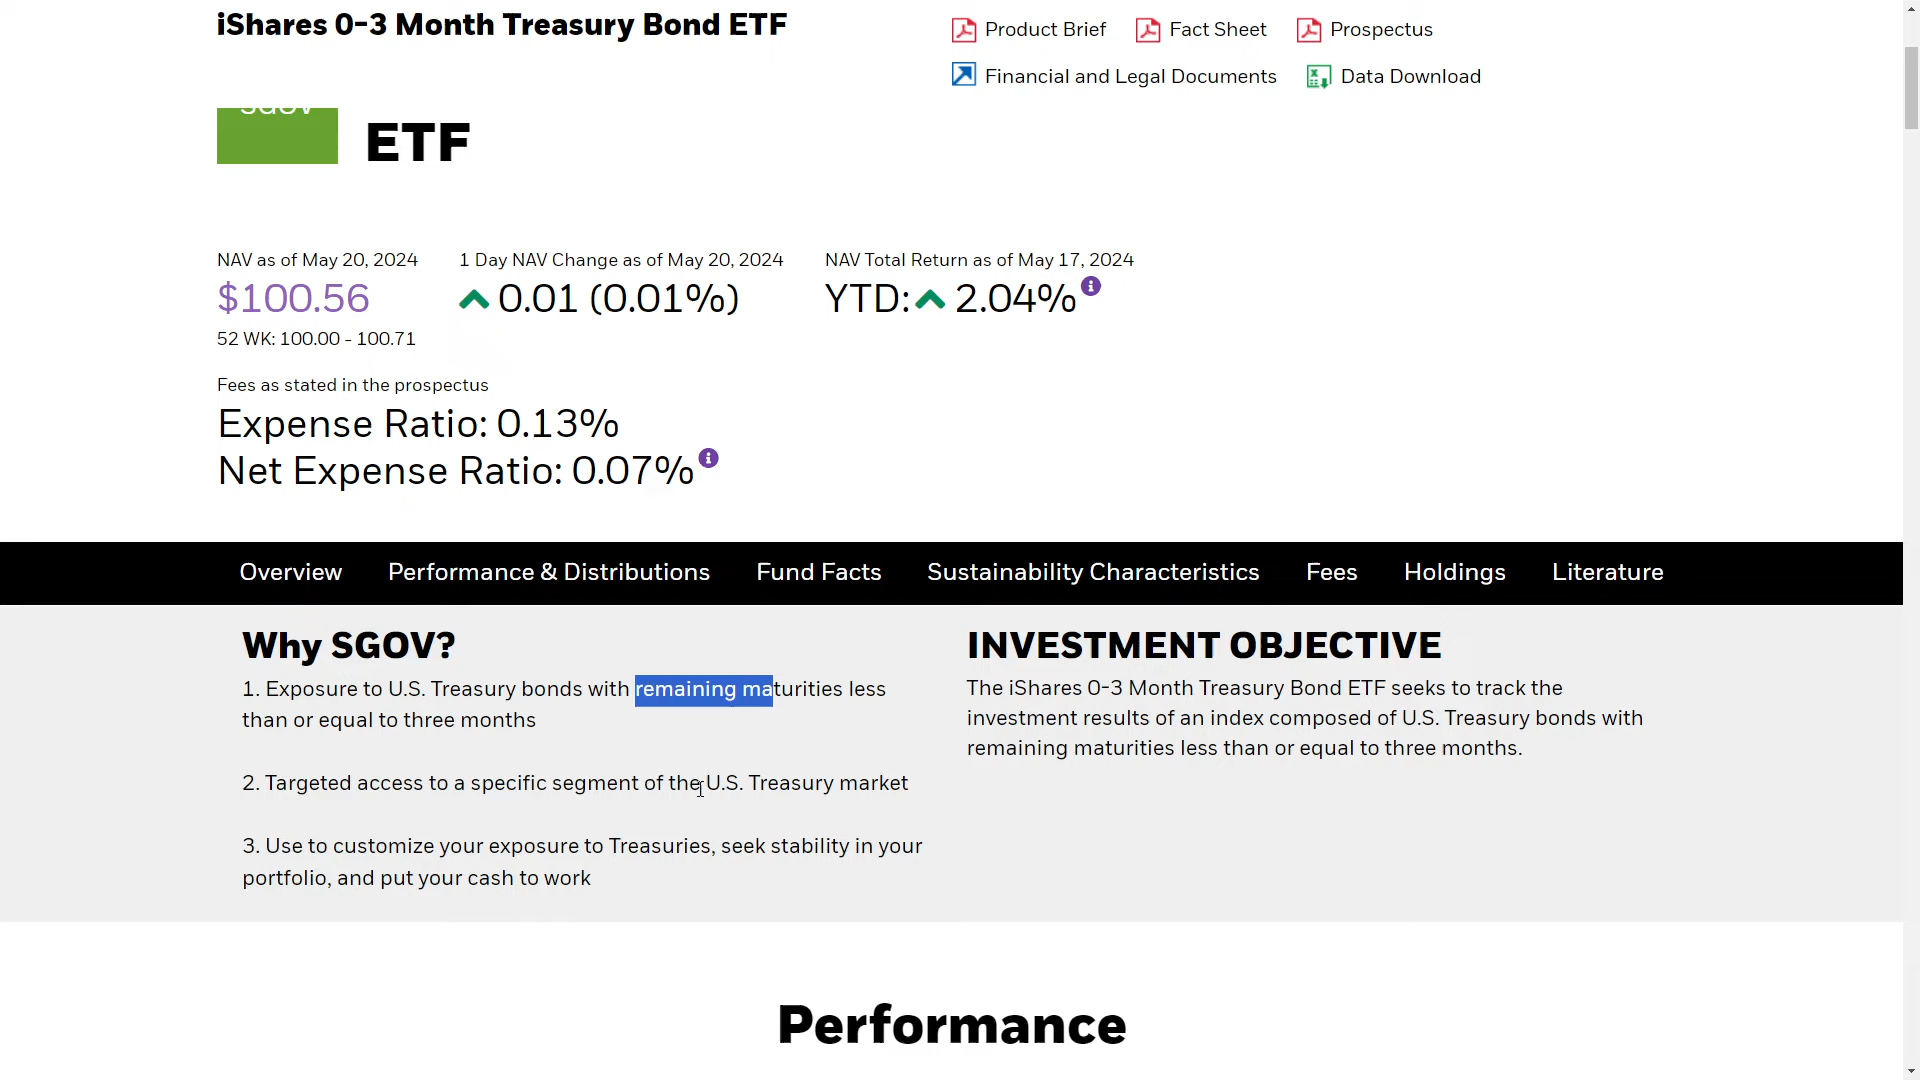 iShares 0-3 Month Treasury Bond ETF
Product Brief
Fact Sheet
Prospectus
Financial and Legal Documents
Data Download
SGOV
ETF
NAV as of May 20, 2024
$100.56
52 WK: 100.00 - 100.71
1 Day NAV Change as of May 20, 2024
0.01 (0.01%)
NAV Total Return as of May 17, 2024
YTD: 2.04%
Fees as stated in the prospectus
Expense Ratio: 0.13%
Net Expense Ratio: 0.07%
Overview
Performance & Distributions
Fund Facts
Sustainability Characteristics
Fees
Holdings
Literature
Why SGOV?
1. Exposure to U.S. Treasury bonds with remaining maturities less
than or equal to three months
2. Targeted access to a specific segment of the U.S. Treasury market
3. Use to customize your exposure to Treasuries, seek stability in your
portfolio, and put your cash to work
INVESTMENT OBJECTIVE
The iShares 0-3 Month Treasury Bond ETF seeks to track the
investment results of an index composed of U.S. Treasury bonds with
remaining maturities less than or equal to three months.
Performance